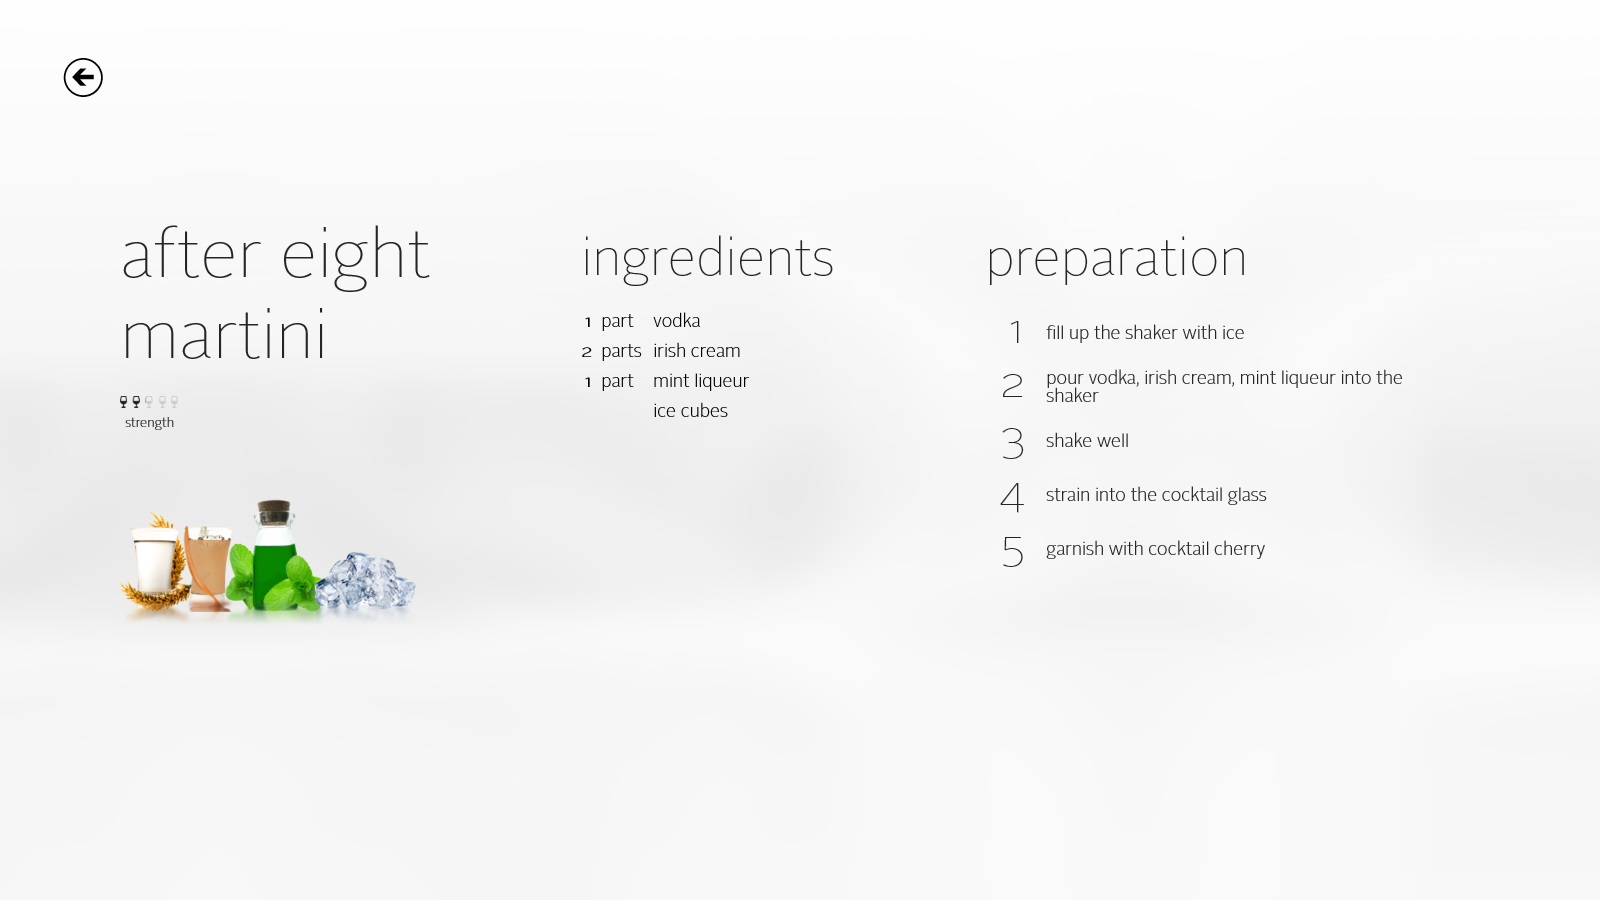 after eight
martini
strength
ingredients
1 part vodka
2 parts irish cream
1 part mint liqueur
ice cubes
preparation
1 fill up the shaker with ice
2 pour vodka, irish cream, mint liqueur into the
shaker
3 shake well
4 strain into the cocktail glass
5 garnish with cocktail cherry